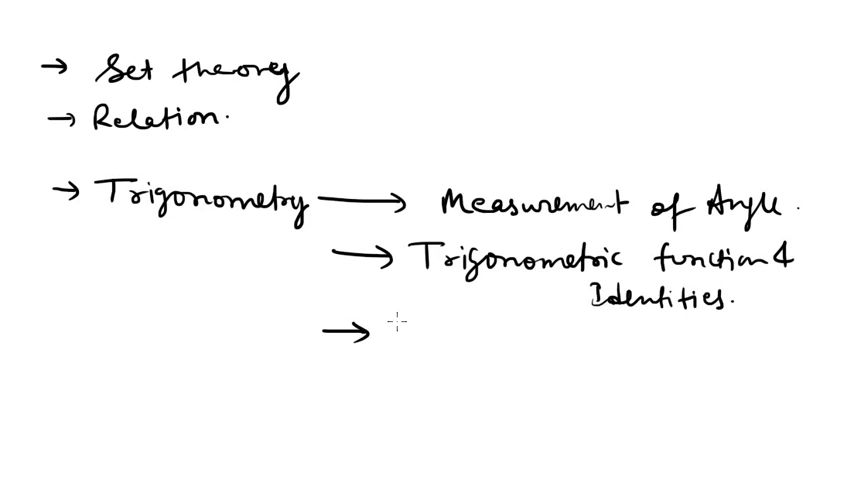 → Set theory
→ Relation.
→ Trigonometry → Measurement of Angle.
→ Trigonometric function &
Identities.
→